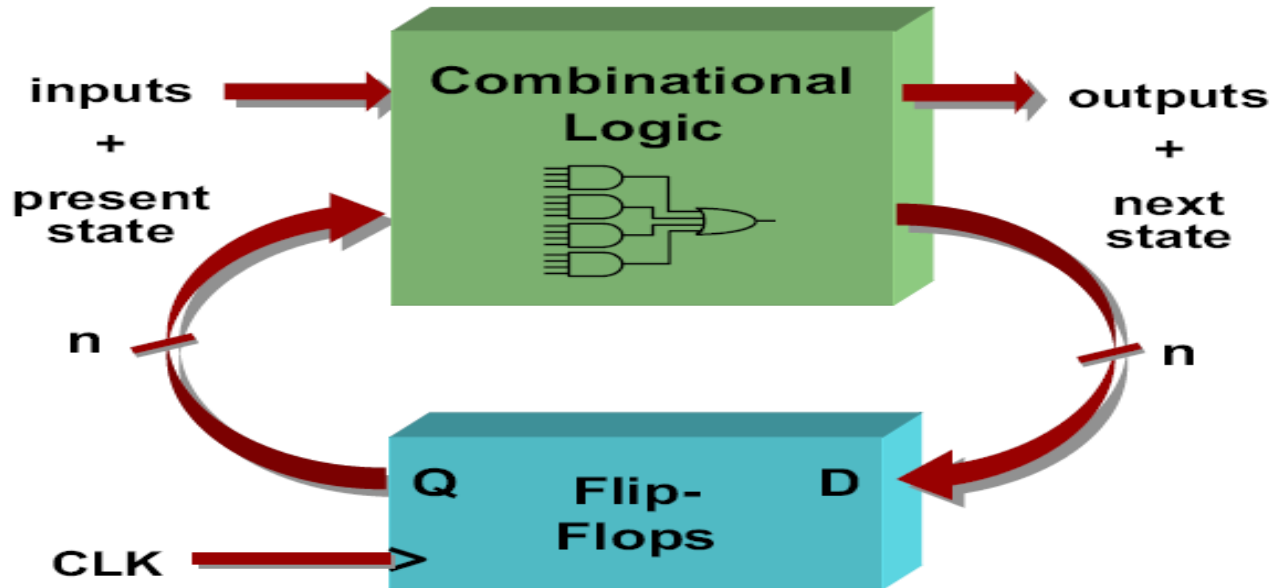 inputs
+
present
state
n
Combinational
Logic
outputs
+
next
state
n
Q
Flip-
Flops
D
CLK